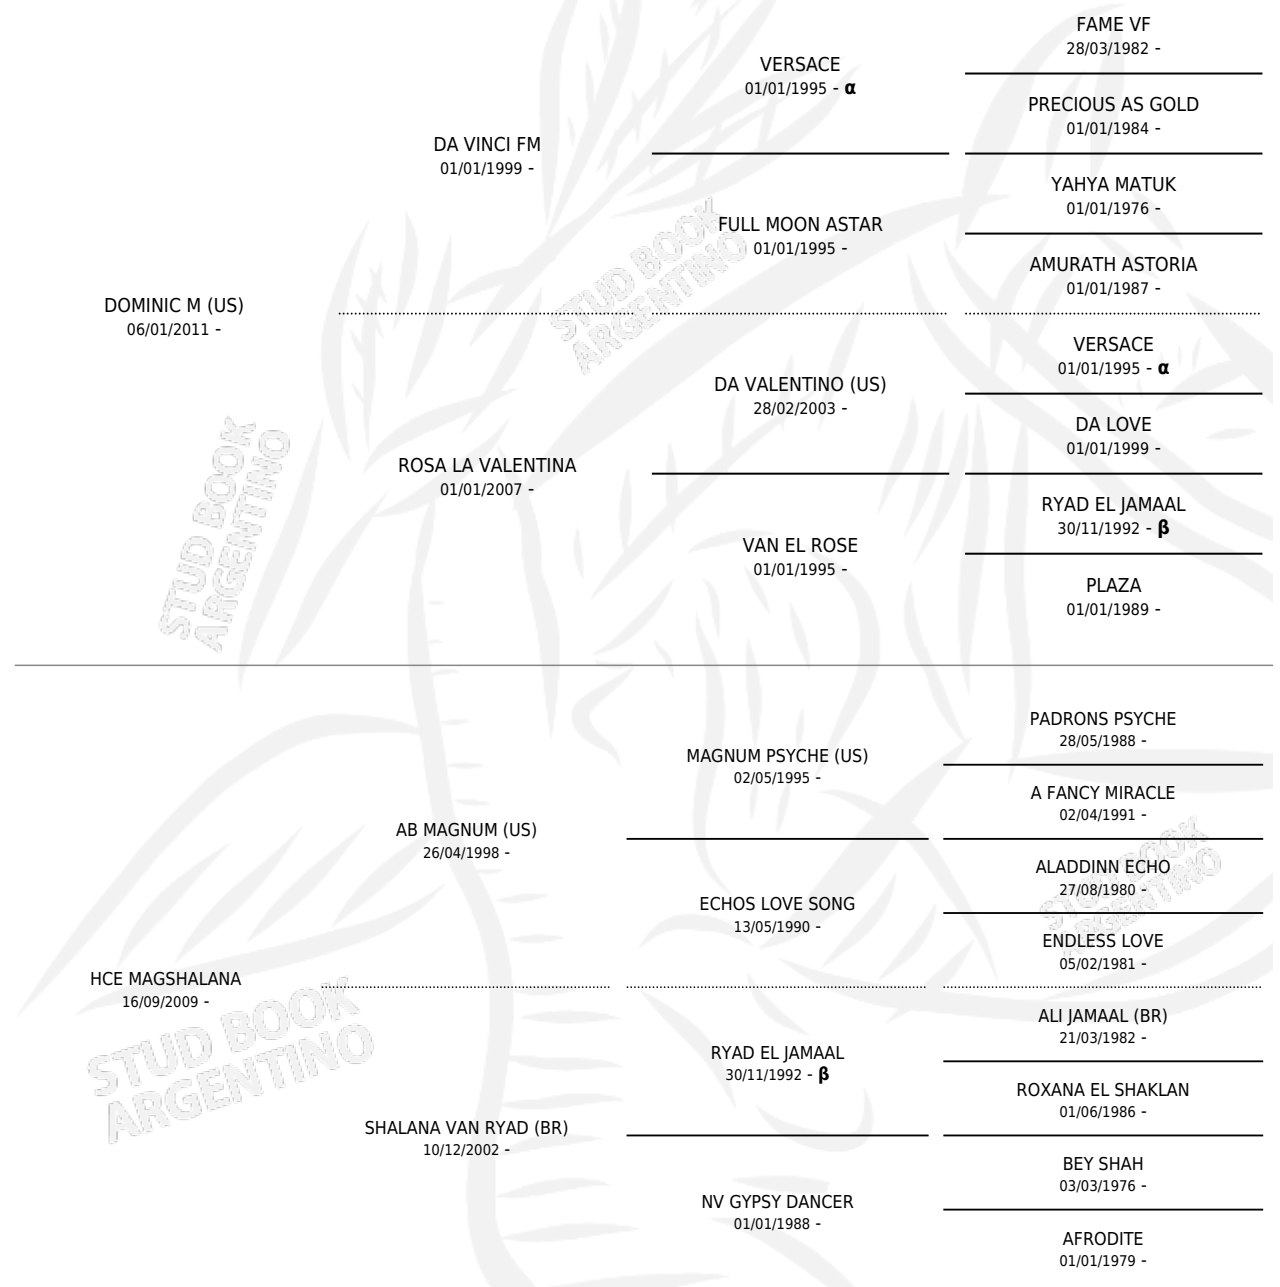 FAME VF
28/03/1982 -
VERSACE
01/01/1995 - α
PRECIOUS AS GOLD
01/01/1984 -
DA VINCI FM
01/01/1999 -
YAHYA MATUK
01/01/1976 -
FULL MOON ASTAR
01/01/1995 -
AMURATH ASTORIA
01/01/1987 -
STUD BOOK
ARGENTINO
DOMINIC M (US)
06/01/2011 -
VERSACE
01/01/1995 - α
DA VALENTINO (US)
28/02/2003 -
DA LOVE
01/01/1999 -
ROSA LA VALENTINA
01/01/2007 -
RYAD EL JAMAAL
30/11/1992 - β
VAN EL ROSE
01/01/1995 -
PLAZA
01/01/1989 -
STUD BOOK
ARGENTINO
PADRONS PSYCHE
28/05/1988 -
MAGNUM PSYCHE (US)
02/05/1995 -
A FANCY MIRACLE
02/04/1991 -
AB MAGNUM (US)
26/04/1998 -
ALADDINN ECHO
27/08/1980 -
ECHOS LOVE SONG
13/05/1990 -
ENDLESS LOVE
05/02/1981 -
STUD BOOK
ARGENTINO
HCE MAGSHALANA
16/09/2009 -
ALI JAMAAL (BR)
21/03/1982 -
RYAD EL JAMAAL
30/11/1992 - β
ROXANA EL SHAKLAN
01/06/1986 -
SHALANA VAN RYAD (BR)
10/12/2002 -
BEY SHAH
03/03/1976 -
NV GYPSY DANCER
01/01/1988 -
AFRODITE
01/01/1979 -
STUD BOOK
ARGENTINO